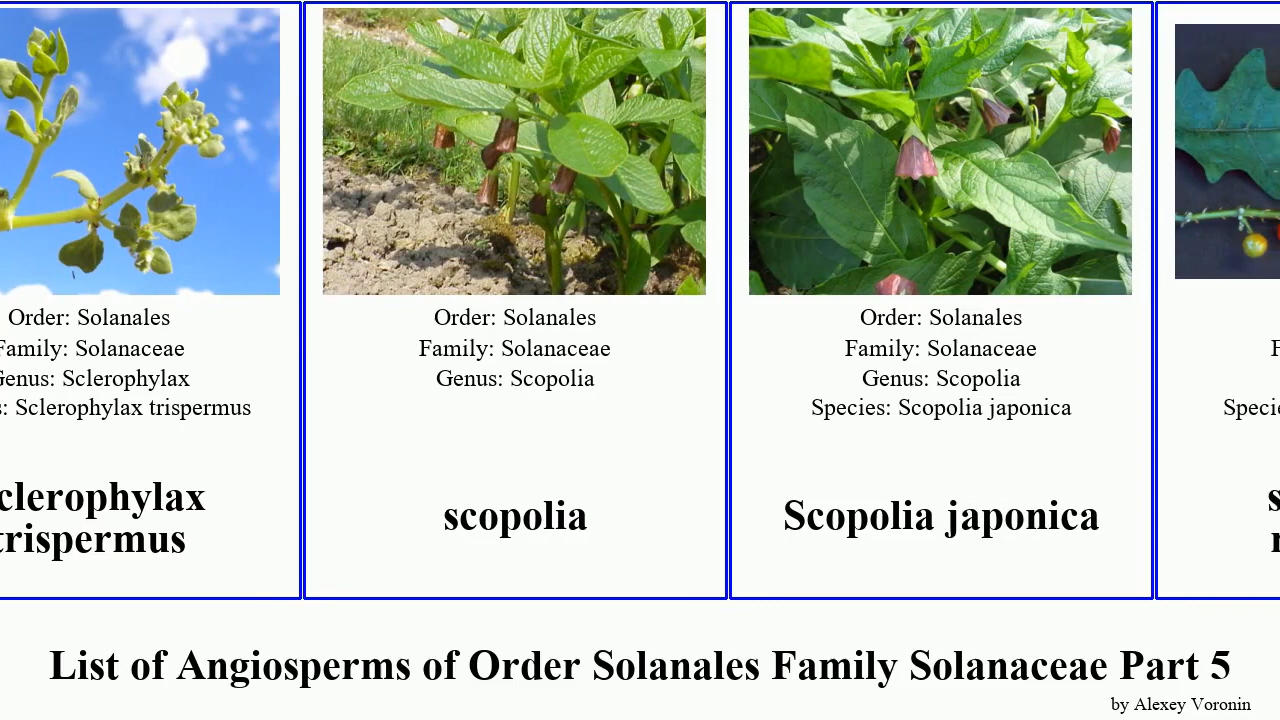 Order: Solanales
Family: Solanaceae
Genus: Sclerophylax
: Sclerophylax trispermus
clerophylax
trispermus
Order: Solanales
Family: Solanaceae
Genus: Scopolia
scopolia
Order: Solanales
Family: Solanaceae
Genus: Scopolia
Species: Scopolia japonica
Scopolia japonica
List of Angiosperms of Order Solanales Family Solanaceae Part 5
by Alexey Voronin